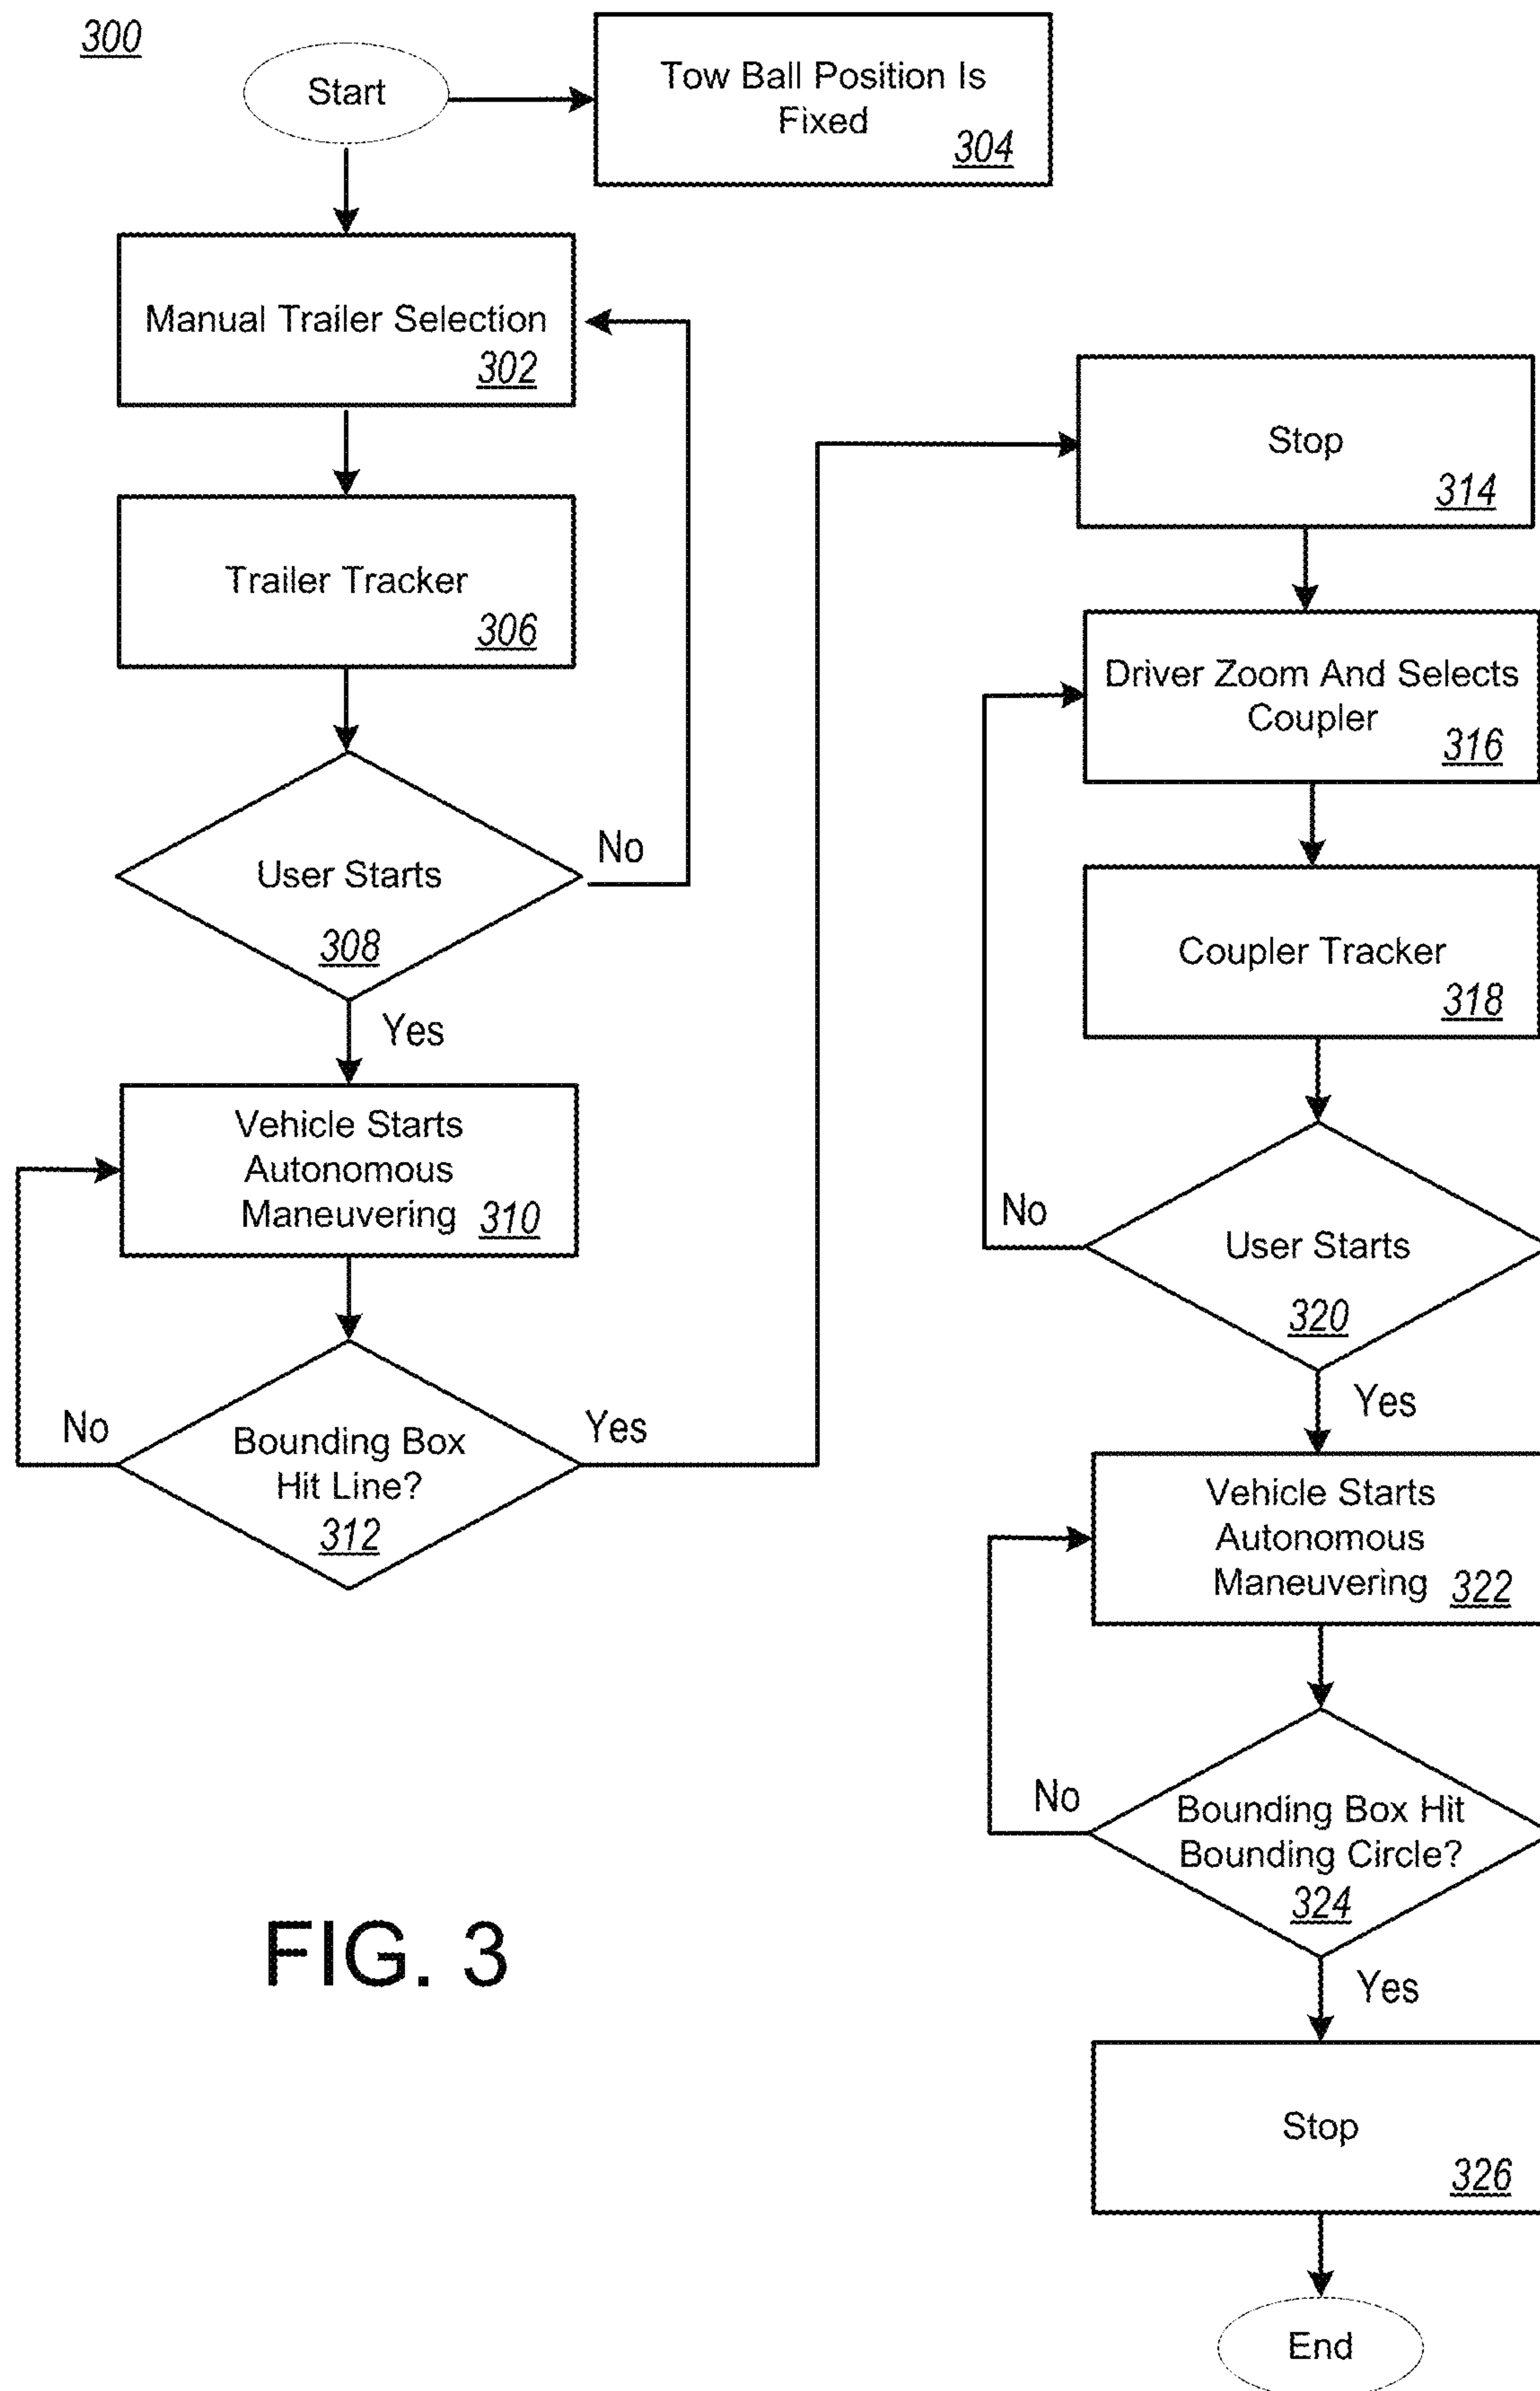 300
Start
Tow Ball Position Is
Fixed
304
Manual Trailer Selection
302
Trailer Tracker
306
User Starts
308
No
Yes
Vehicle Starts
Autonomous
Maneuvering 310
No
Bounding Box
Hit Line?
312
Yes
Stop
314
Driver Zoom And Selects
Coupler
316
Coupler Tracker
318
No
User Starts
320
Yes
Vehicle Starts
Autonomous
Maneuvering 322
No
Bounding Box Hit
Bounding Circle?
324
Yes
Stop
326
End
FIG. 3